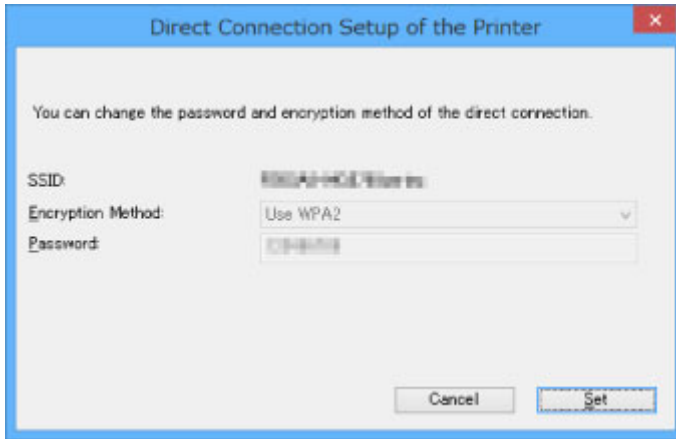 Direct Connection Setup of the Printer
You can change the password and encryption method of the direct connection.
SSID:
Encryption Method: Use WPA2
Password:
Cancel Set